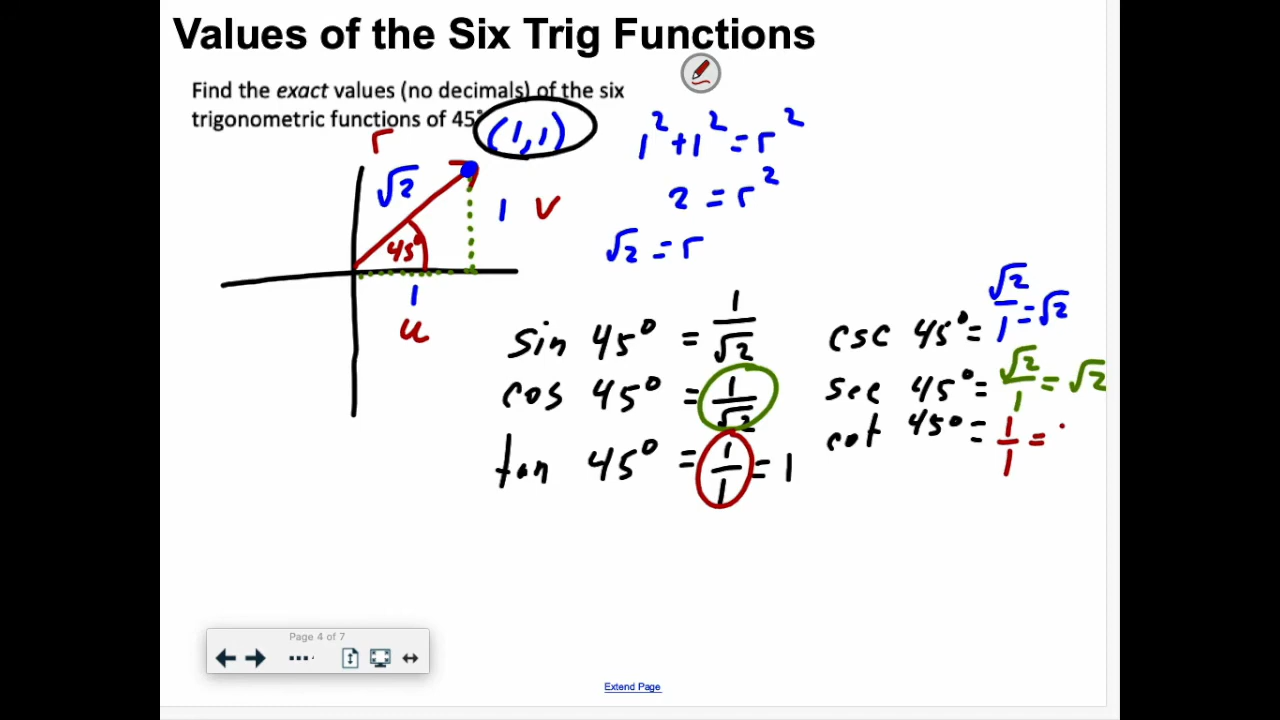 Values of the Six Trig Functions
Find the exact values (no decimals) of the six
trigonometric functions of 45°
(1,1)
1² + 1² = r²
2 = r²
√2 = r
r
√2
1 v
45°
1
u
sin 45° = 1/√2
cos 45° = 1/√2
tan 45° = 1/1 = 1
csc 45° = √2/1 = √2
sec 45° = √2/1 = √2
cot 45° = 1/1 =
Page 4 of 7
Extend Page